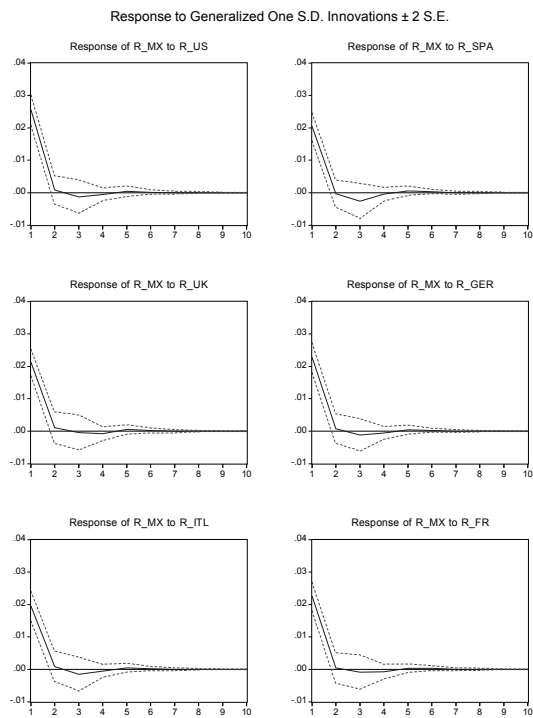 Response to Generalized One S.D. Innovations ± 2 S.E.
Response of R_MX to R_US
.04
.03
.02
.01
.00
-.01
1 2 3 4 5 6 7 8 9 10
Response of R_MX to R_SPA
.04
.03
.02
.01
.00
-.01
1 2 3 4 5 6 7 8 9 10
Response of R_MX to R_UK
.04
.03
.02
.01
.00
-.01
1 2 3 4 5 6 7 8 9 10
Response of R_MX to R_GER
.04
.03
.02
.01
.00
-.01
1 2 3 4 5 6 7 8 9 10
Response of R_MX to R_ITL
.04
.03
.02
.01
.00
-.01
1 2 3 4 5 6 7 8 9 10
Response of R_MX to R_FR
.04
.03
.02
.01
.00
-.01
1 2 3 4 5 6 7 8 9 10